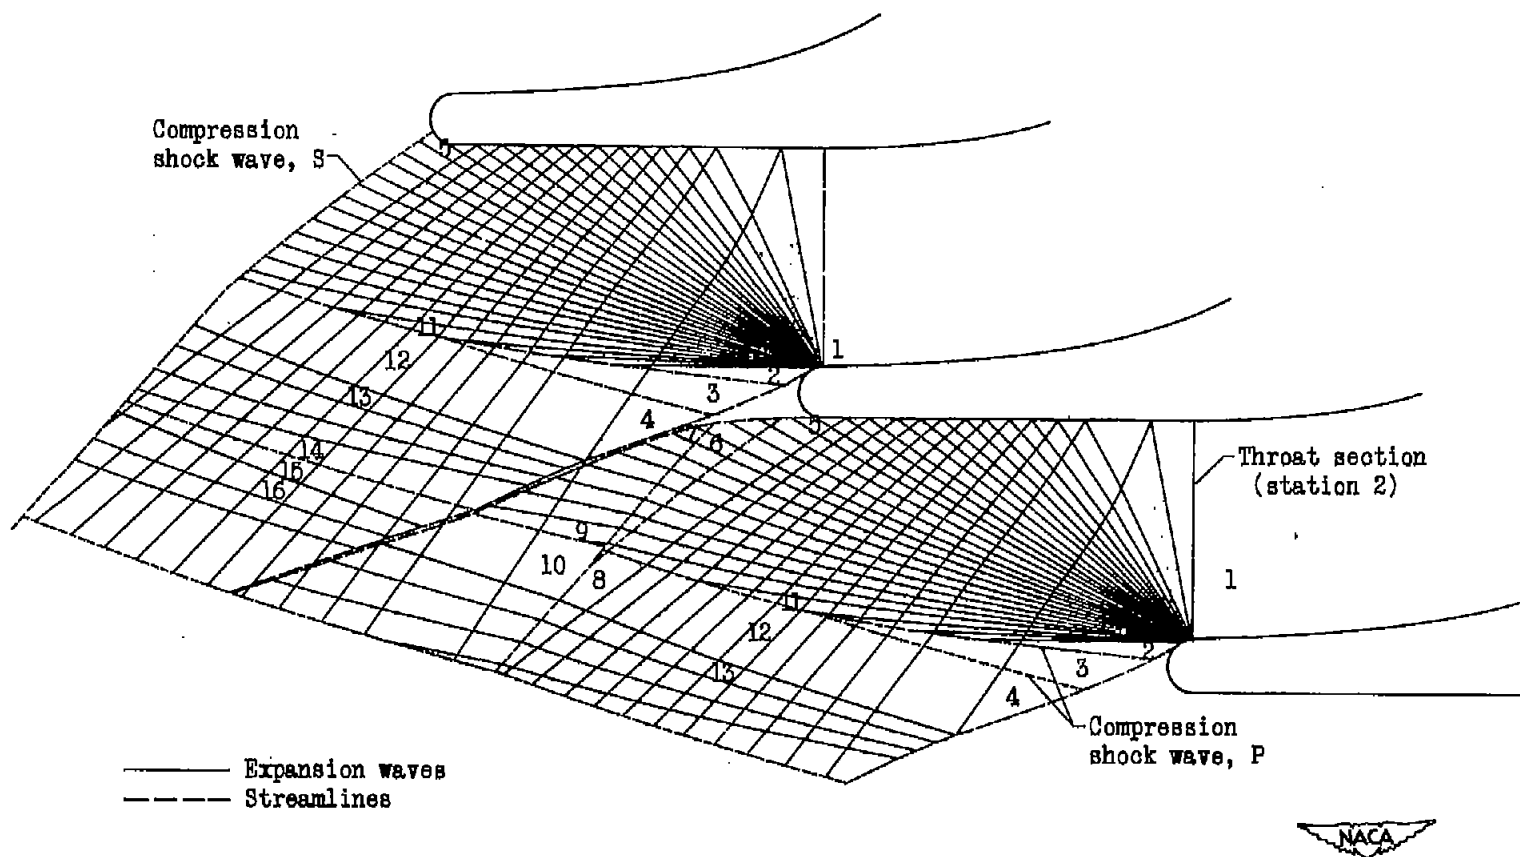 Compression
shock wave, S
1
2
3
4
5
6
7
11
12
13
14
15
16
9
10
8
Throat section
(station 2)
1
11
12
13
2
3
4
Compression
shock wave, P
Expansion waves
Streamlines
NACA